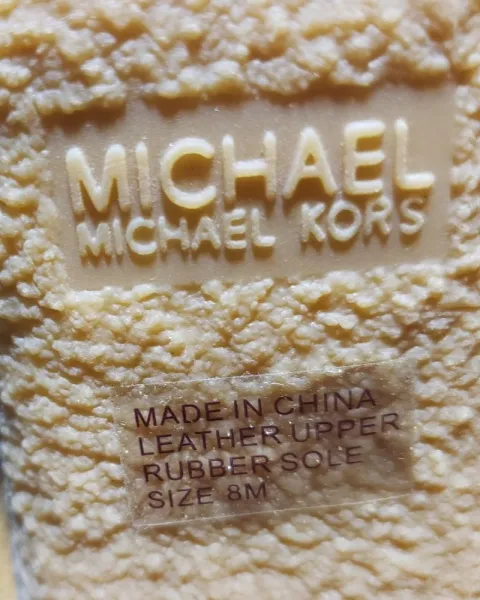 MICHAEL
MICHAEL KORS
MADE IN CHINA
LEATHER UPPER
RUBBER SOLE
SIZE 8M